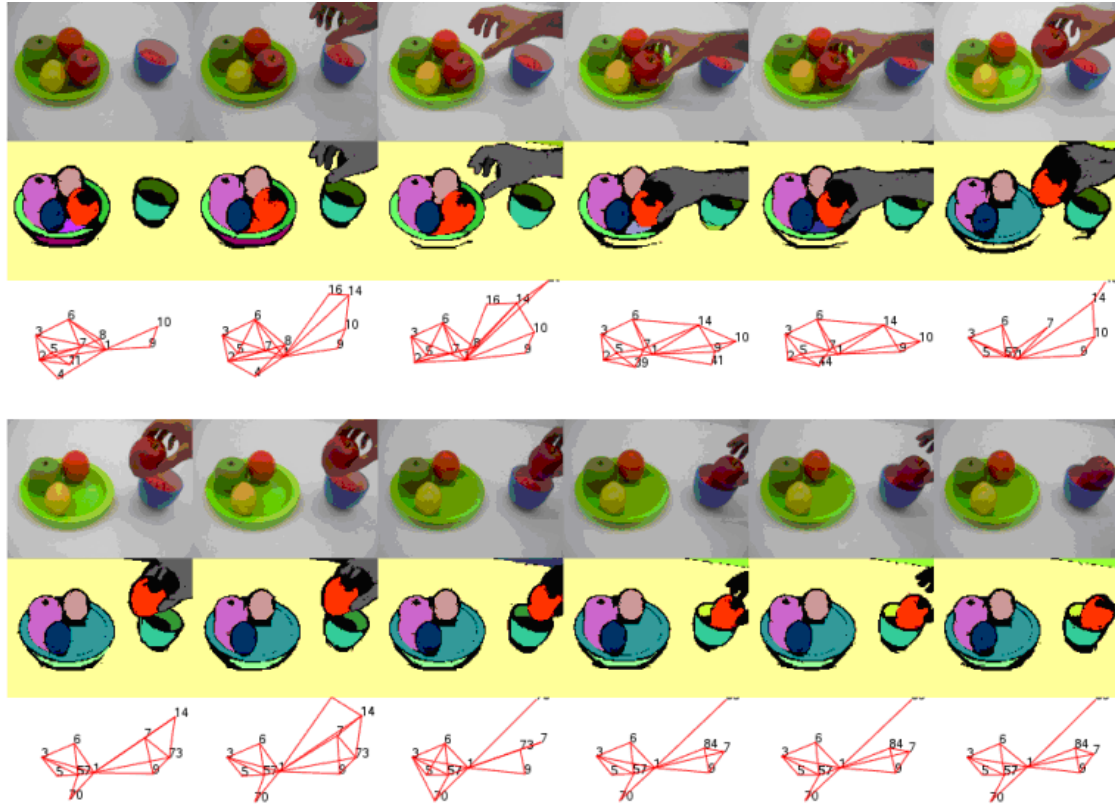 6 10 3 8 5 7 1 9 2 4
16 14 6 10 3 8 5 7 1 9 2 4
16 14 6 10 3 8 5 7 9 2
6 14 3 10 5 7 1 9 2 39 41
6 14 3 10 5 7 1 9 2 44
14 6 7 10 3 5 57 1 9
14 6 7 3 73 5 57 1 9 70
14 6 7 3 73 5 57 1 9 70
6 7 73 3 1 5 57 9 70
6 84 7 3 1 5 57 9 70
6 84 7 3 1 5 57 9 70
6 84 7 3 1 5 57 9 70